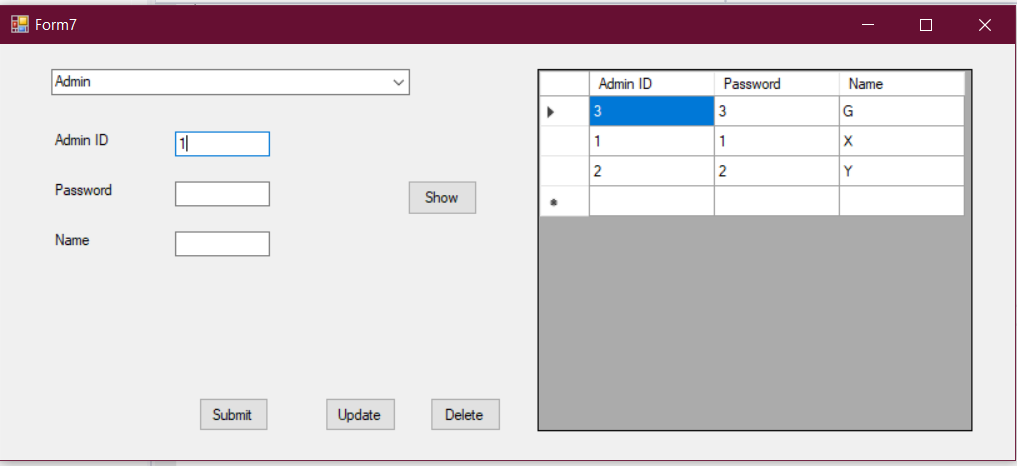 Form7
Admin
Admin ID 1
Password
Name
Show
Submit Update Delete
Admin ID Password Name
3 3 G
1 1 X
2 2 Y